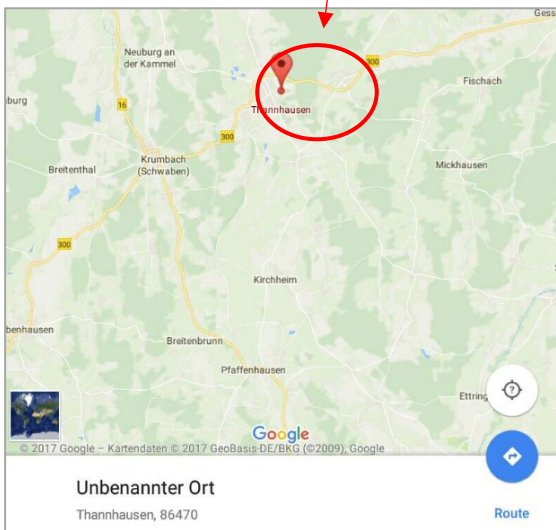 Gess
Neuburg an
der Kammel
300
Fischach
burg
16
Thannhausen
300
Krumbach
(Schwaben)
Breitenthal
Mickhausen
300
Kirchheim
benhausen
Breitenbrunn
Pfaffenhausen
Ettring
?
Google
© 2017 Google – Kartendaten © 2017 GeoBasis-DE/BKG (©2009), Google
Unbenannter Ort
Thannhausen, 86470
Route